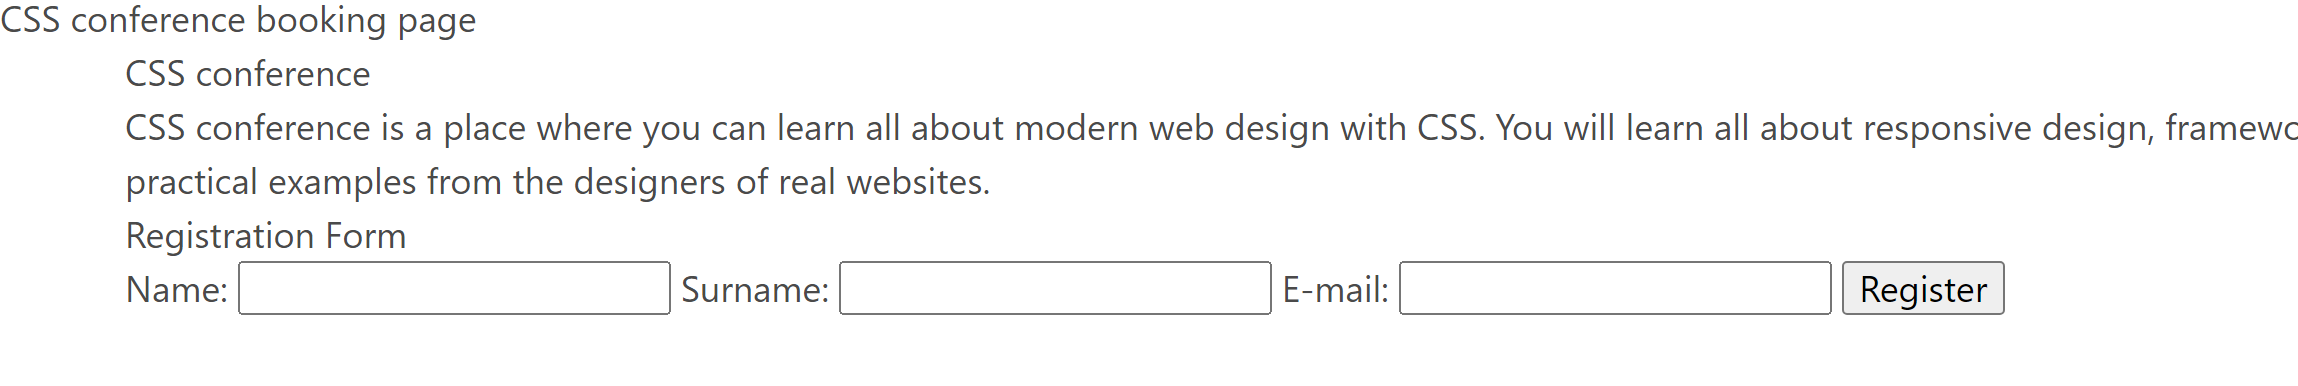 CSS conference booking page
CSS conference
CSS conference is a place where you can learn all about modern web design with CSS. You will learn all about responsive design,
practical examples from the designers of real websites.
Registration Form
Name: Surname: E-mail: Register